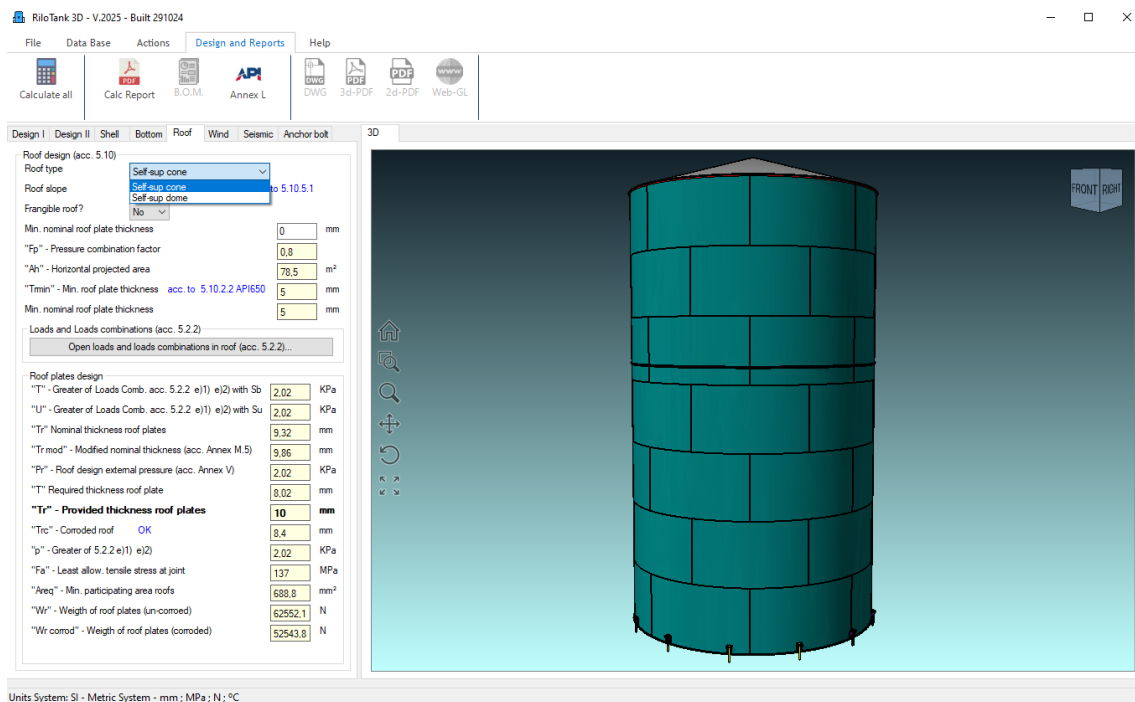 RiloTank 3D - V.2025 - Built 291024
File Data Base Actions Design and Reports Help
Calculate all Calc Report B.O.M. Annex L DWG 3d-PDF 2d-PDF Web-GL
PDF API DWG PDF PDF www
Design I Design II Shell Bottom Roof Wind Seismic Anchor bolt 3D
Roof design (acc. 5.10)
Roof type Self-sup cone
Roof slope Self-sup cone to 5.10.5.1
Self-sup dome
Frangible roof? No
Min. nominal roof plate thickness 0 mm
"Fp" - Pressure combination factor 0,8
"Ah" - Horizontal projected area 78,5 m²
"Tmin" - Min. roof plate thickness acc. to 5.10.2.2 API650 5 mm
Min. nominal roof plate thickness 5 mm
Loads and Loads combinations (acc. 5.2.2)
Open loads and loads combinations in roof (acc. 5.2.2)...
Roof plates design
"T" - Greater of Loads Comb. acc. 5.2.2 e)1) e)2) with Sb 2,02 KPa
"U" - Greater of Loads Comb. acc. 5.2.2 e)1) e)2) with Su 2,02 KPa
"Tr" Nominal thickness roof plates 9,32 mm
"Tr mod" - Modified nominal thickness (acc. Annex M.5) 9,86 mm
"Pr" - Roof design external pressure (acc. Annex V) 2,02 KPa
"T" Required thickness roof plate 8,02 mm
"Tr" - Provided thickness roof plates 10 mm
"Trc" - Corroded roof OK 8,4 mm
"p" - Greater of 5.2.2 e)1) e)2) 2,02 KPa
"Fa" - Least allow. tensile stress at joint 137 MPa
"Areq" - Min. participating area roofs 688,8 mm²
"Wr" - Weigth of roof plates (un-corroed) 62552,1 N
"Wr corrod" - Weigth of roof plates (corroded) 52543,8 N
FRONT RIGHT
Units System: SI - Metric System - mm ; MPa ; N ; ºC